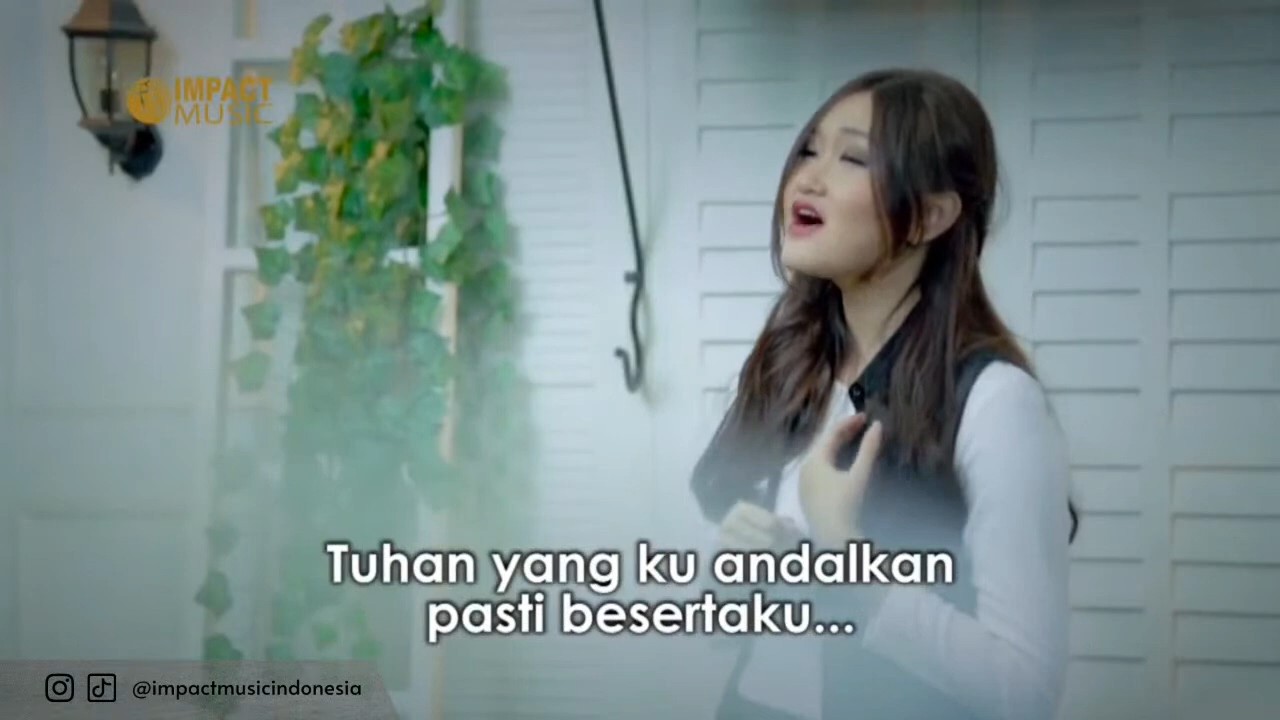 IMPACT
MUSIC
Tuhan yang ku andalkan
pasti besertaku...
@impactmusicindonesia